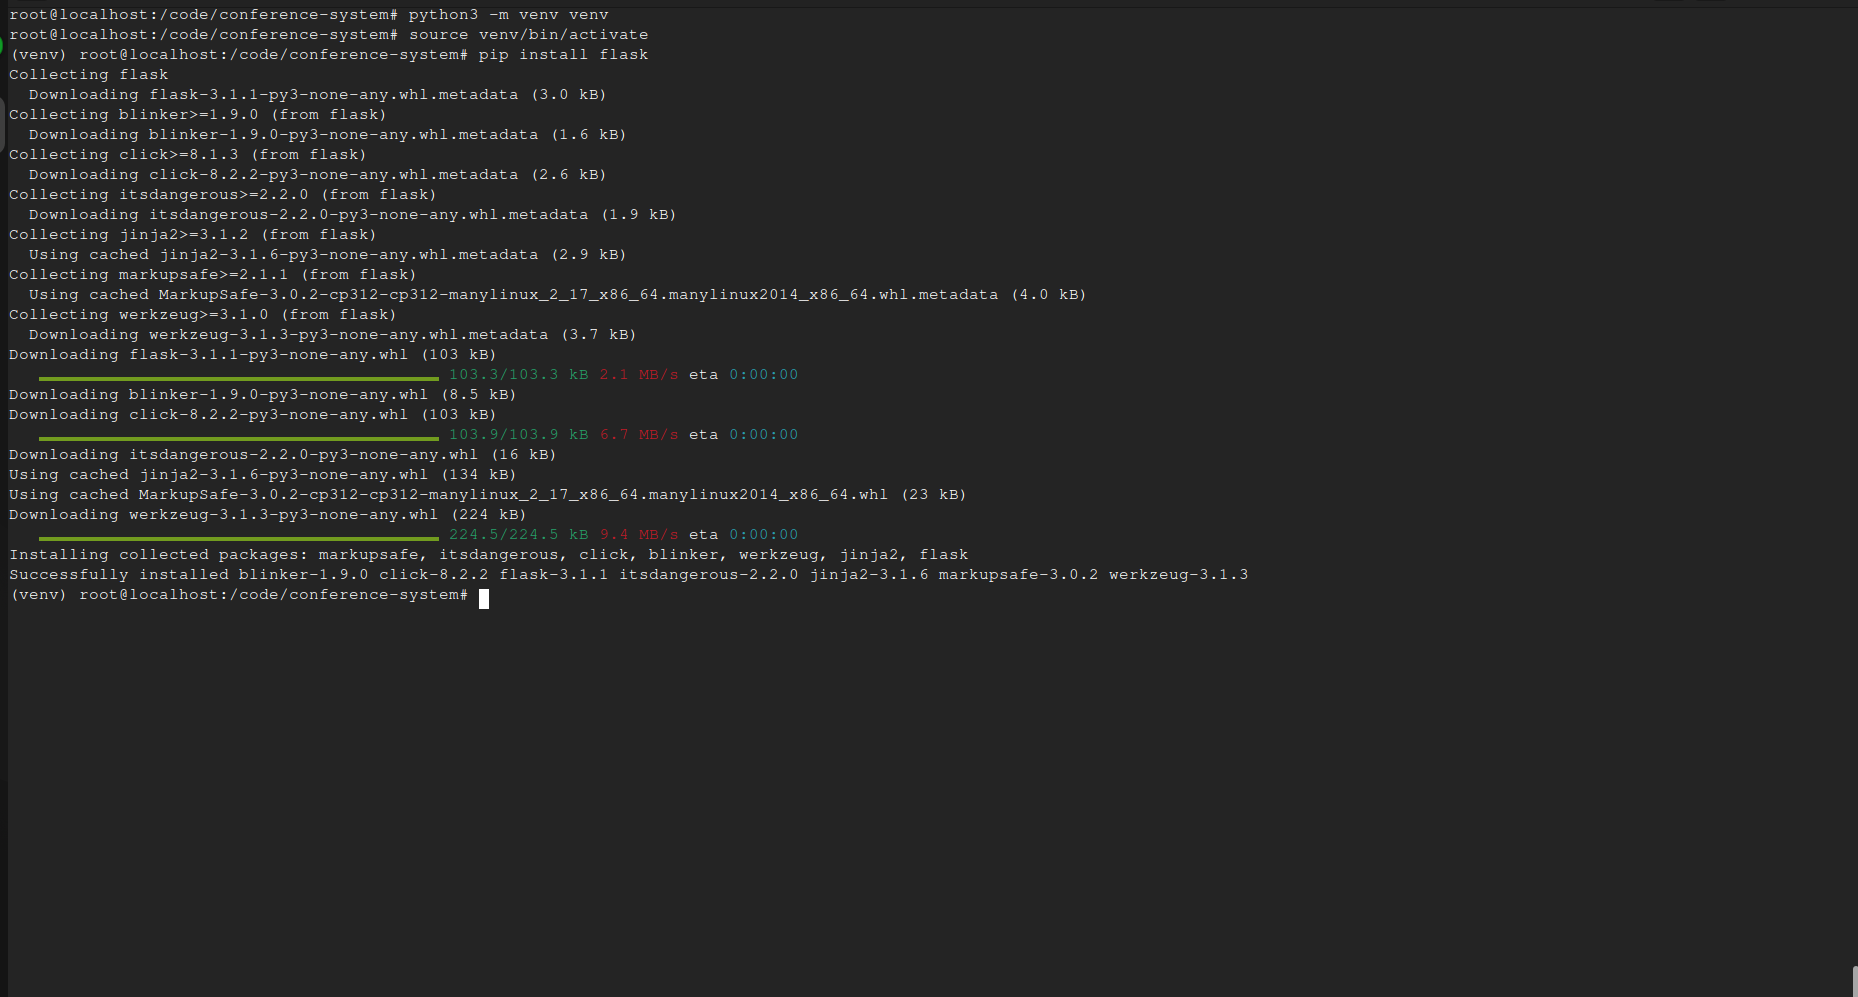 root@localhost:/code/conference-system# python3 -m venv venv
root@localhost:/code/conference-system# source venv/bin/activate
(venv) root@localhost:/code/conference-system# pip install flask
Collecting flask
  Downloading flask-3.1.1-py3-none-any.whl.metadata (3.0 kB)
Collecting blinker>=1.9.0 (from flask)
  Downloading blinker-1.9.0-py3-none-any.whl.metadata (1.6 kB)
Collecting click>=8.1.3 (from flask)
  Downloading click-8.2.2-py3-none-any.whl.metadata (2.6 kB)
Collecting itsdangerous>=2.2.0 (from flask)
  Downloading itsdangerous-2.2.0-py3-none-any.whl.metadata (1.9 kB)
Collecting jinja2>=3.1.2 (from flask)
  Using cached jinja2-3.1.6-py3-none-any.whl.metadata (2.9 kB)
Collecting markupsafe>=2.1.1 (from flask)
  Using cached MarkupSafe-3.0.2-cp312-cp312-manylinux_2_17_x86_64.manylinux2014_x86_64.whl.metadata (4.0 kB)
Collecting werkzeug>=3.1.0 (from flask)
  Downloading werkzeug-3.1.3-py3-none-any.whl.metadata (3.7 kB)
Downloading flask-3.1.1-py3-none-any.whl (103 kB)
103.3/103.3 kB 2.1 MB/s eta 0:00:00
Downloading blinker-1.9.0-py3-none-any.whl (8.5 kB)
Downloading click-8.2.2-py3-none-any.whl (103 kB)
103.9/103.9 kB 6.7 MB/s eta 0:00:00
Downloading itsdangerous-2.2.0-py3-none-any.whl (16 kB)
Using cached jinja2-3.1.6-py3-none-any.whl (134 kB)
Using cached MarkupSafe-3.0.2-cp312-cp312-manylinux_2_17_x86_64.manylinux2014_x86_64.whl (23 kB)
Downloading werkzeug-3.1.3-py3-none-any.whl (224 kB)
224.5/224.5 kB 9.4 MB/s eta 0:00:00
Installing collected packages: markupsafe, itsdangerous, click, blinker, werkzeug, jinja2, flask
Successfully installed blinker-1.9.0 click-8.2.2 flask-3.1.1 itsdangerous-2.2.0 jinja2-3.1.6 markupsafe-3.0.2 werkzeug-3.1.3
(venv) root@localhost:/code/conference-system#